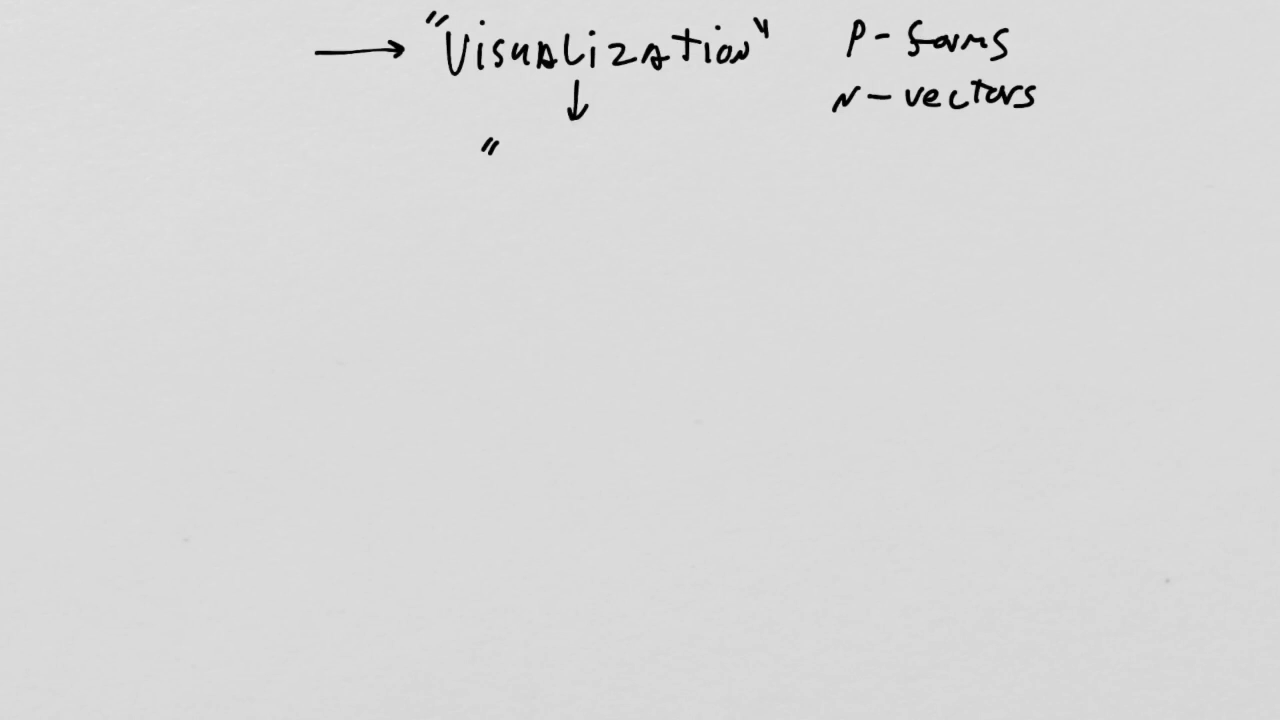 → "Visualization" P - forms
N - vectors
↓
"